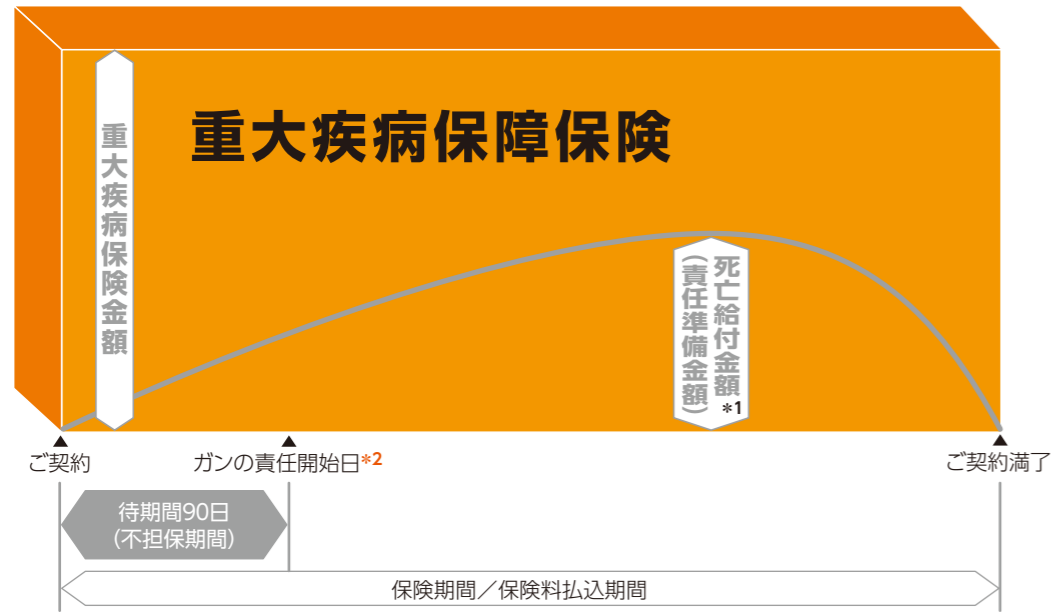 重大疾病保障保険
重大疾病保険金額
死亡給付金額
（責任準備金額）
*1
ご契約
ガンの責任開始日*2
ご契約満了
待期間90日
（不担保期間）
保険期間／保険料払込期間